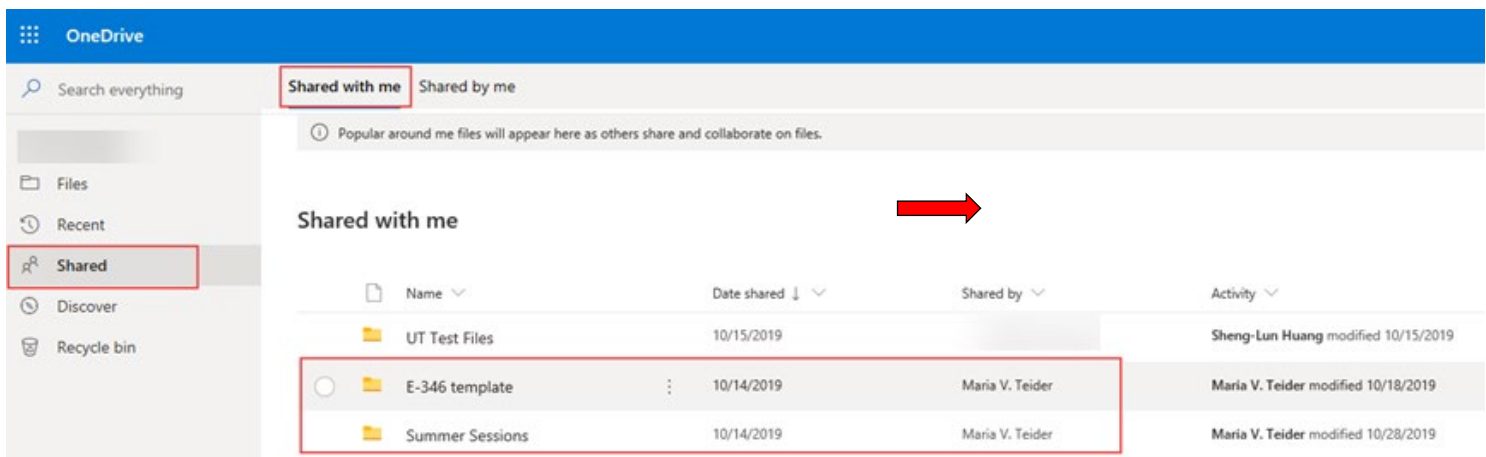 OneDrive
Search everything
Shared with me Shared by me
Popular around me files will appear here as others share and collaborate on files.
Files
Recent
Shared
Discover
Recycle bin
Shared with me
Name Date shared ↓ Shared by Activity
UT Test Files 10/15/2019 Sheng-Lun Huang modified 10/15/2019
E-346 template 10/14/2019 Maria V. Teider Maria V. Teider modified 10/18/2019
Summer Sessions 10/14/2019 Maria V. Teider Maria V. Teider modified 10/28/2019